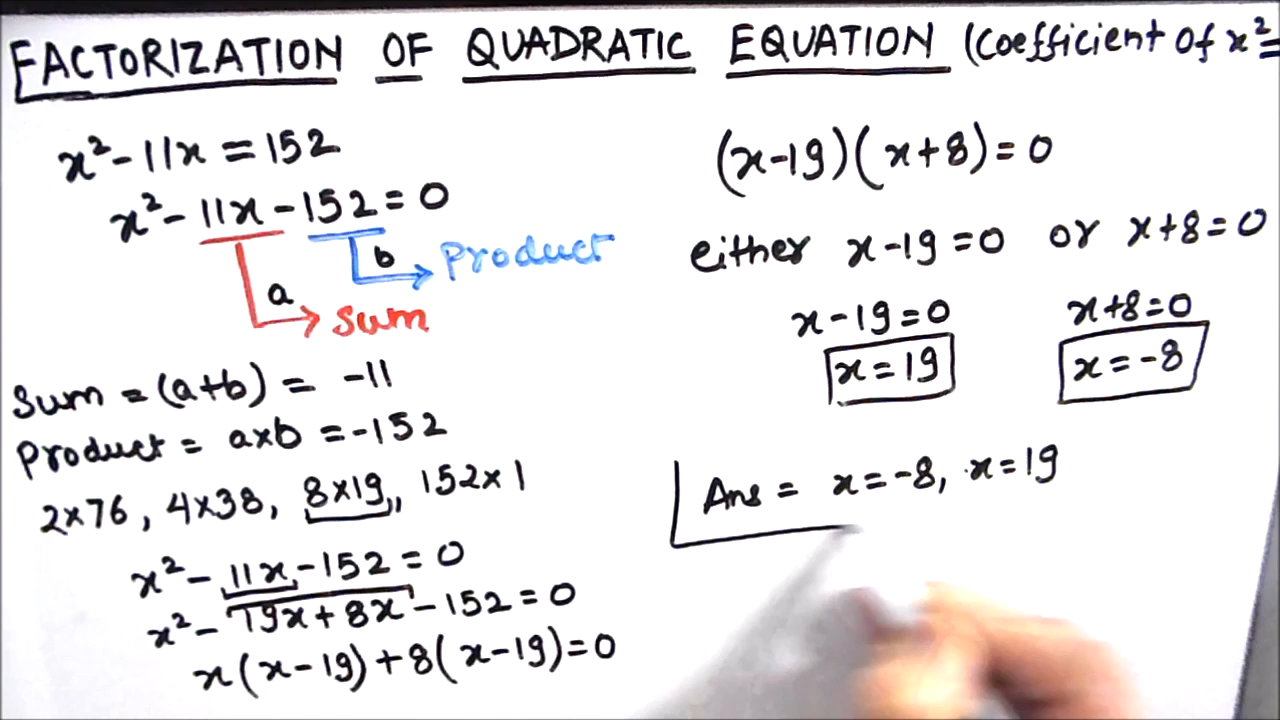 FACTORIZATION OF QUADRATIC EQUATION (Coefficient of x²=
x² - 11x = 152
x² - 11x - 152 = 0
b Product
a Sum
Sum = (a+b) = -11
Product = a×b = -152
2×76, 4×38, 8×19, 152×1
x² - 11x - 152 = 0
x² - 19x + 8x - 152 = 0
x(x-19) + 8(x-19) = 0
(x-19)(x+8) = 0
either x-19=0 or x+8=0
x-19=0 x+8=0
x=19 x=-8
Ans = x=-8, x=19